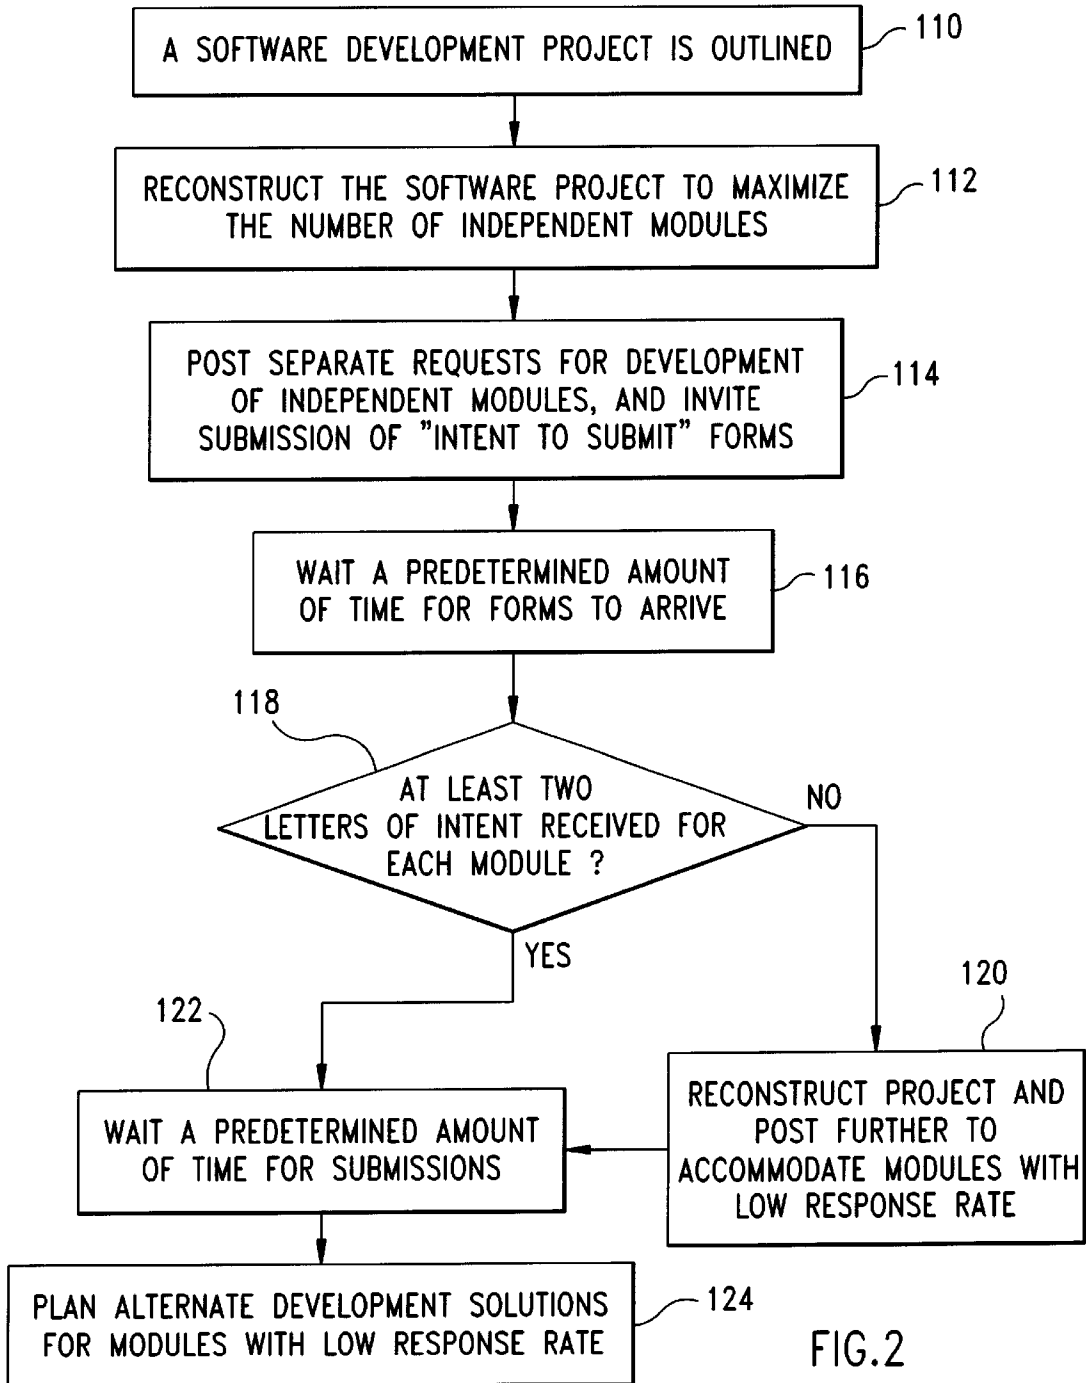 A SOFTWARE DEVELOPMENT PROJECT IS OUTLINED
110
RECONSTRUCT THE SOFTWARE PROJECT TO MAXIMIZE
THE NUMBER OF INDEPENDENT MODULES
112
POST SEPARATE REQUESTS FOR DEVELOPMENT
OF INDEPENDENT MODULES, AND INVITE
SUBMISSION OF "INTENT TO SUBMIT" FORMS
114
WAIT A PREDETERMINED AMOUNT
OF TIME FOR FORMS TO ARRIVE
116
118
AT LEAST TWO
LETTERS OF INTENT RECEIVED FOR
EACH MODULE ?
NO
YES
120
RECONSTRUCT PROJECT AND
POST FURTHER TO
ACCOMMODATE MODULES WITH
LOW RESPONSE RATE
122
WAIT A PREDETERMINED AMOUNT
OF TIME FOR SUBMISSIONS
PLAN ALTERNATE DEVELOPMENT SOLUTIONS
FOR MODULES WITH LOW RESPONSE RATE
124
FIG.2